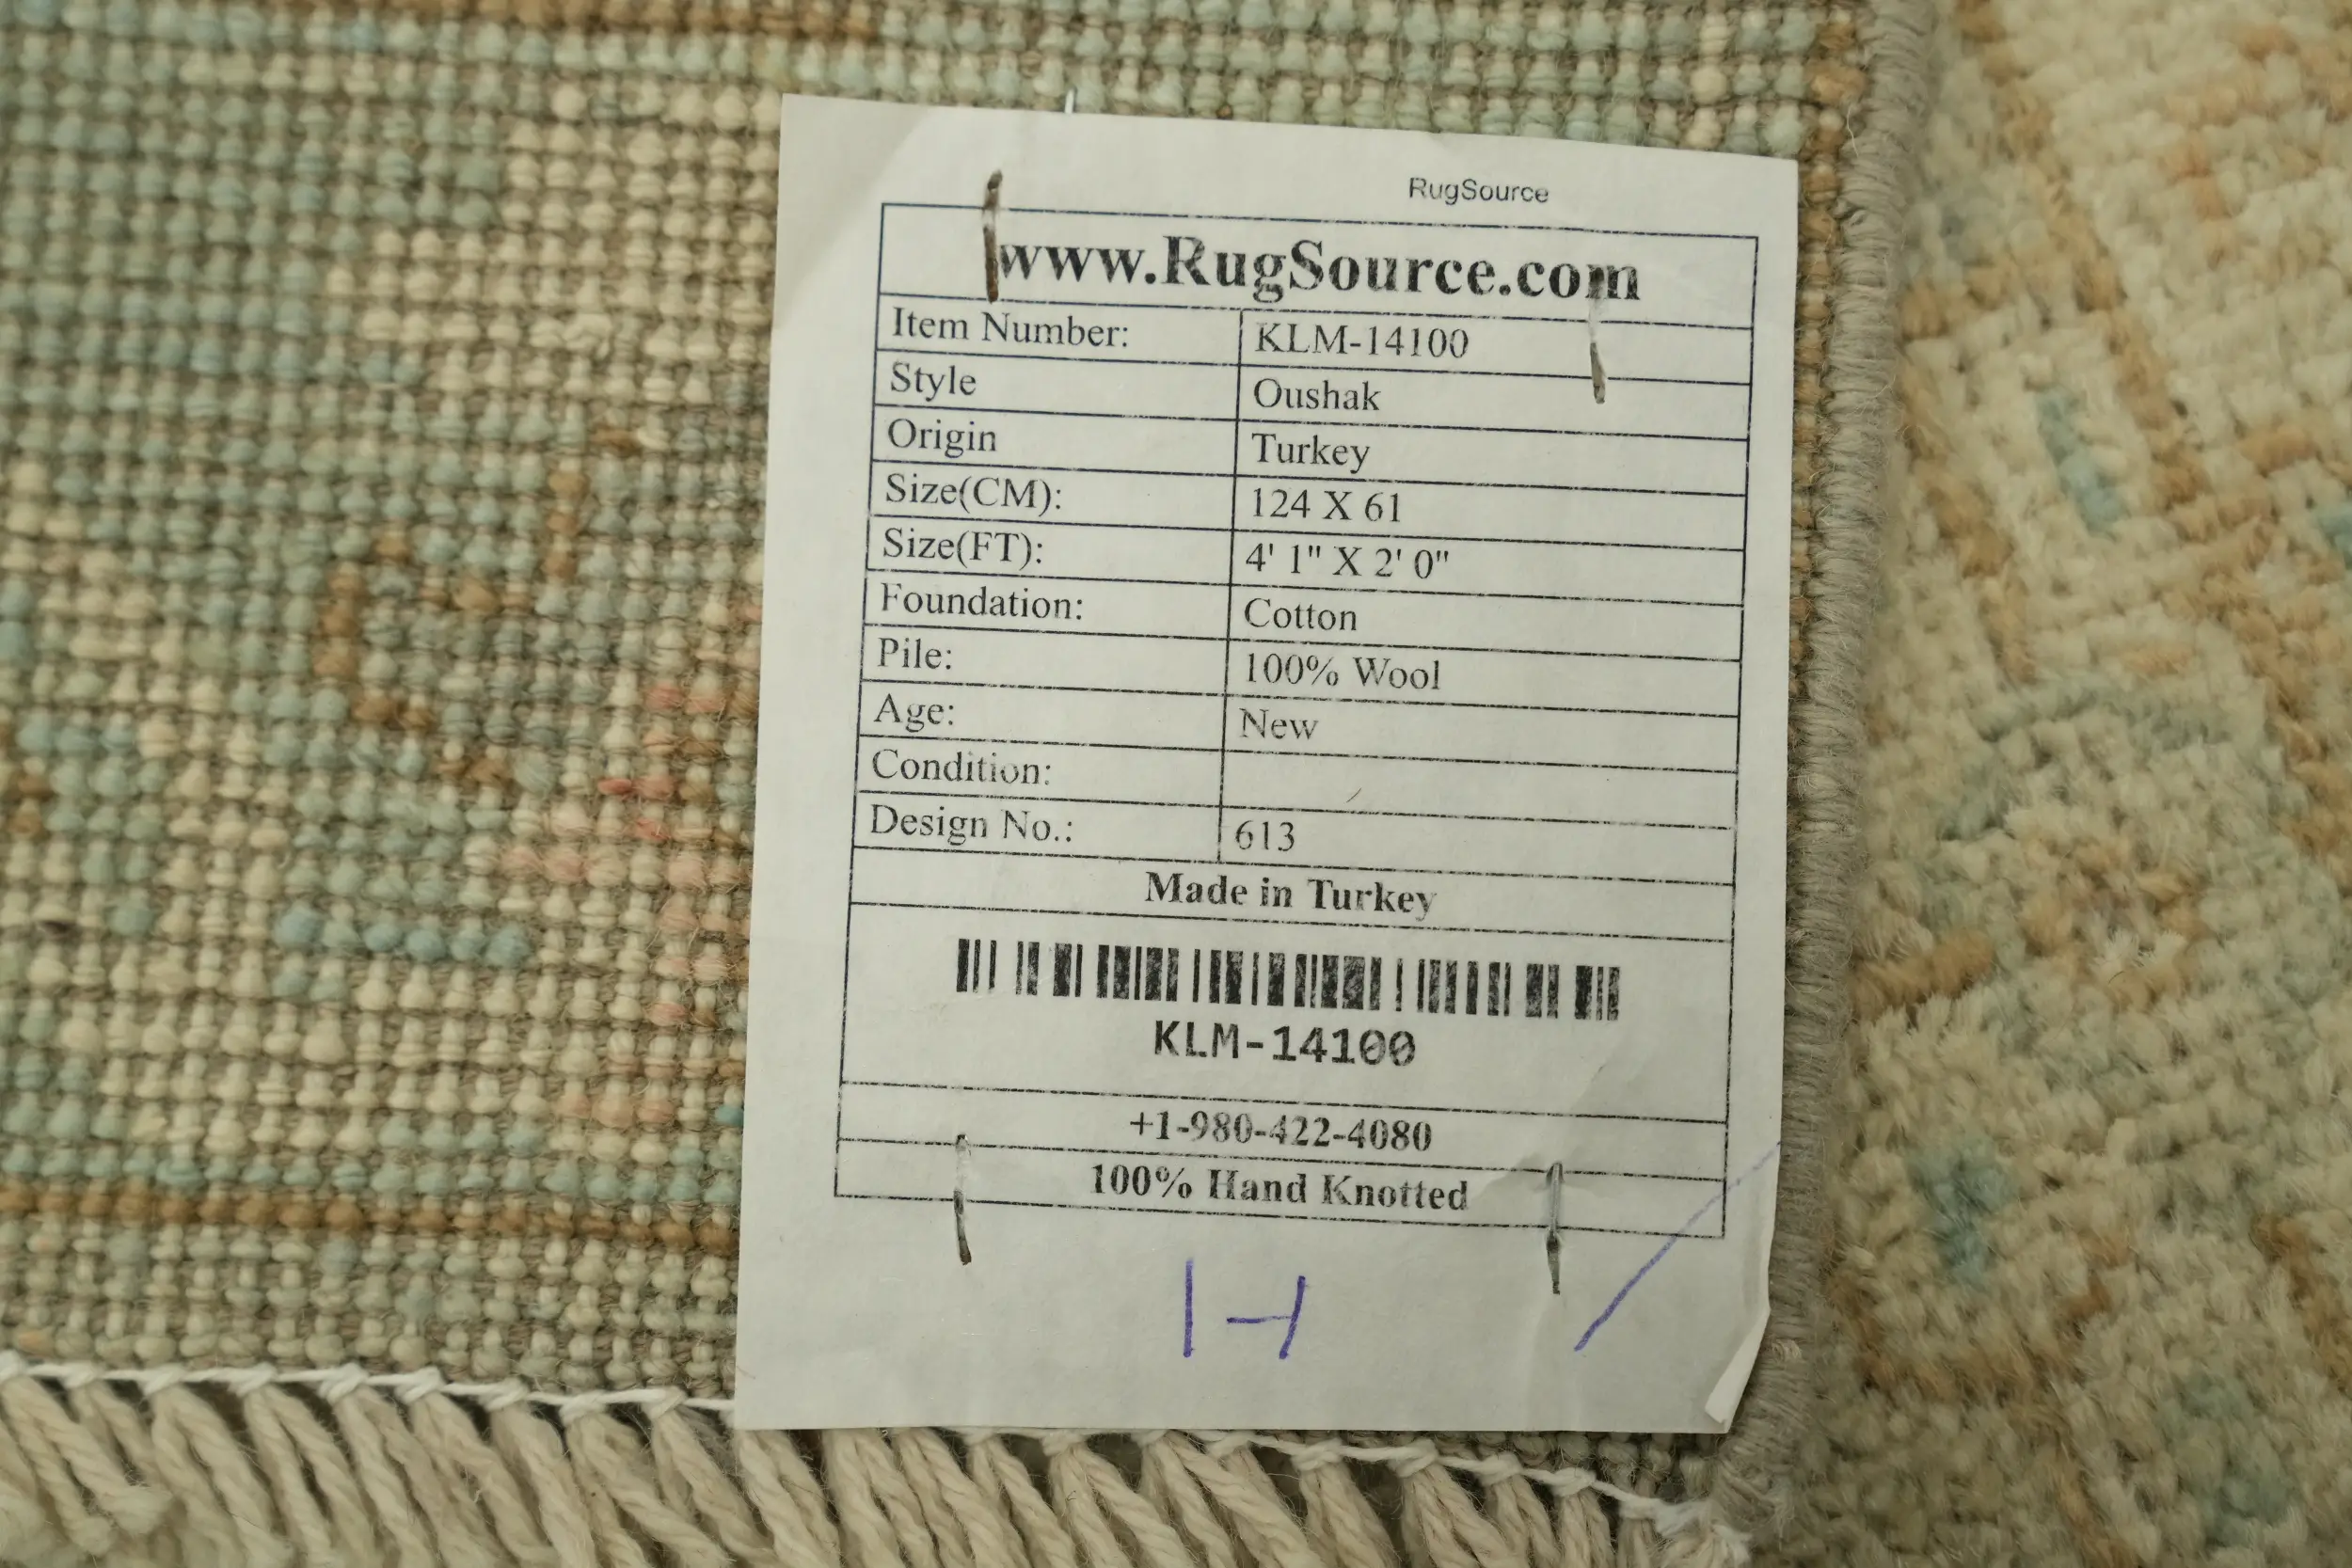 RugSource
www.RugSource.com
Item Number: KLM-14100
Style Oushak
Origin Turkey
Size(CM): 124 X 61
Size(FT): 4' 1" X 2' 0"
Foundation: Cotton
Pile: 100% Wool
Age: New
Condition:
Design No.: 613
Made in Turkey
KLM-14100
+1-980-422-4080
100% Hand Knotted
1-1